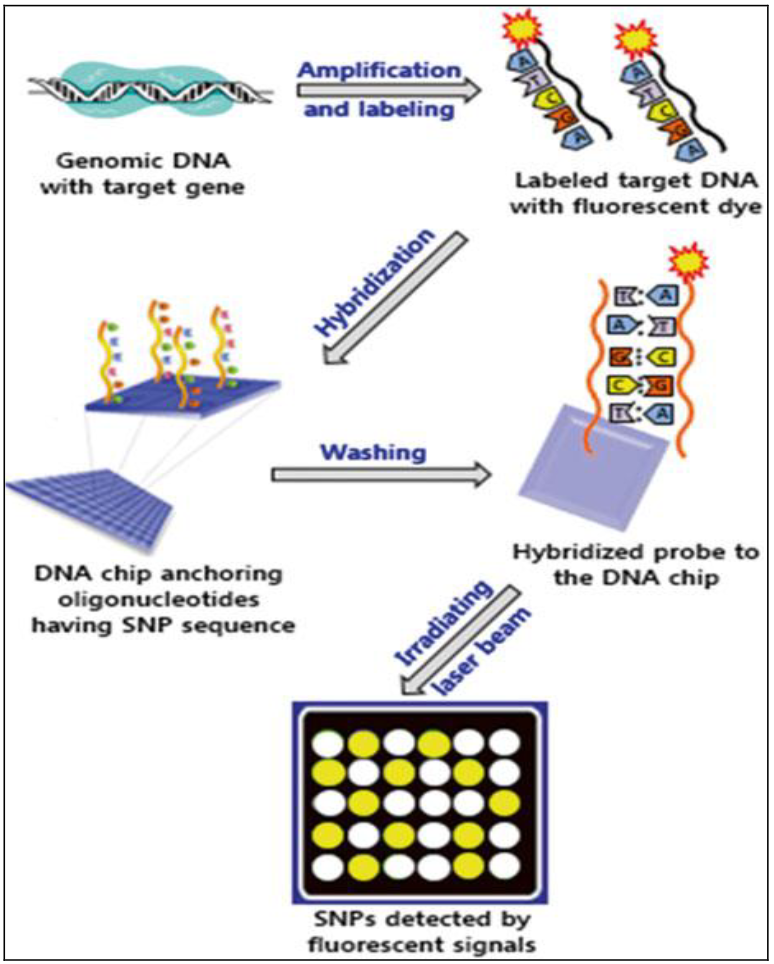 Amplification
and labeling
Genomic DNA
with target gene
A
T
C
G
A
A
T
C
G
A
Labeled target DNA
with fluorescent dye
Hybridization
T A
A T
G C
C G
T A
Washing
DNA chip anchoring
oligonucleotides
having SNP sequence
Hybridized probe to
the DNA chip
Irradiating
laser beam
SNPs detected by
fluorescent signals